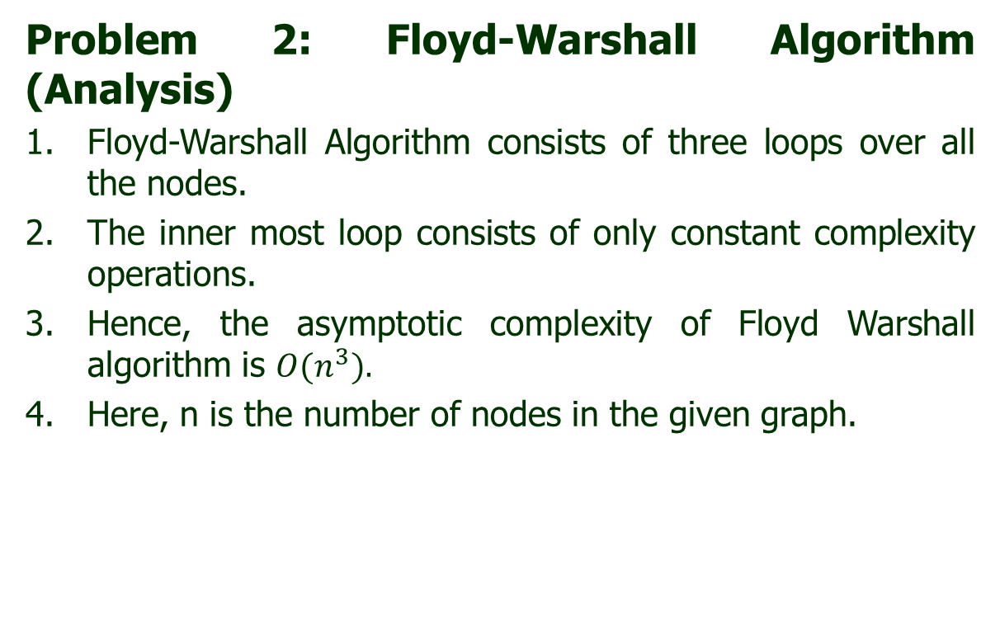 Problem 2: Floyd-Warshall Algorithm
(Analysis)
1. Floyd-Warshall Algorithm consists of three loops over all
the nodes.
2. The inner most loop consists of only constant complexity
operations.
3. Hence, the asymptotic complexity of Floyd Warshall
algorithm is 𝑂(𝑛³).
4. Here, n is the number of nodes in the given graph.